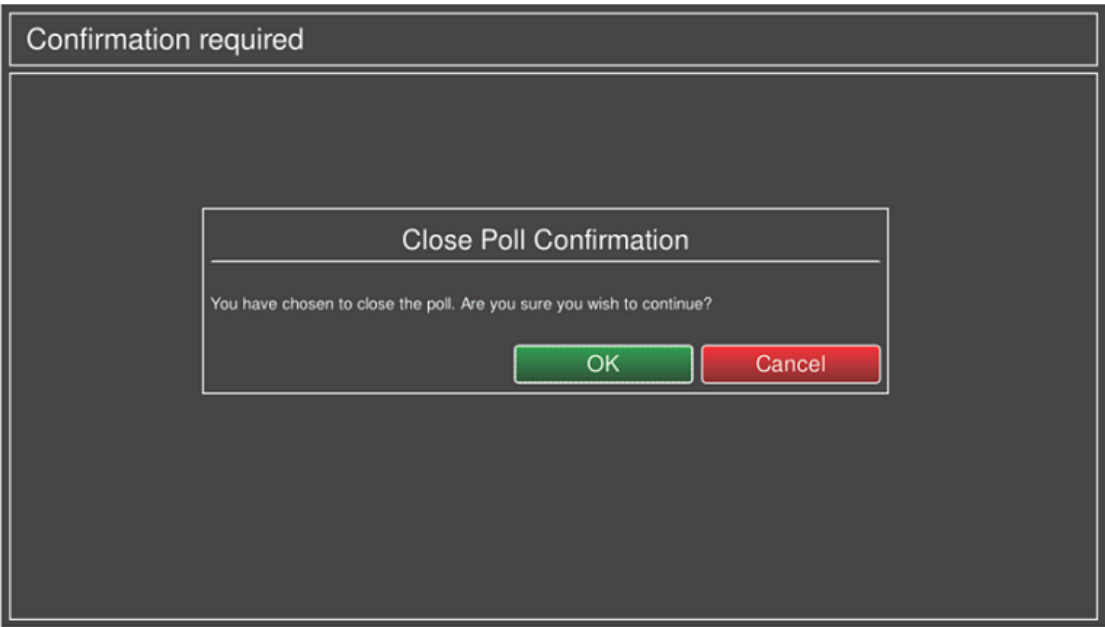 Confirmation required
Close Poll Confirmation
You have chosen to close the poll. Are you sure you wish to continue?
OK
Cancel